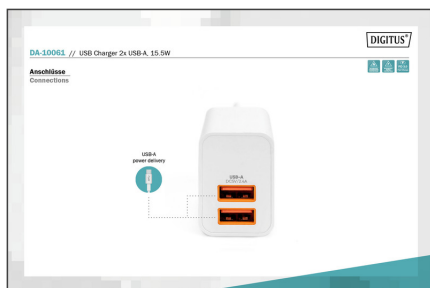 DIGITUS®
DA-10061 // USB Charger 2x USB-A, 15.5W
Anschlüsse
Connections
USB-A
power delivery
USB-A